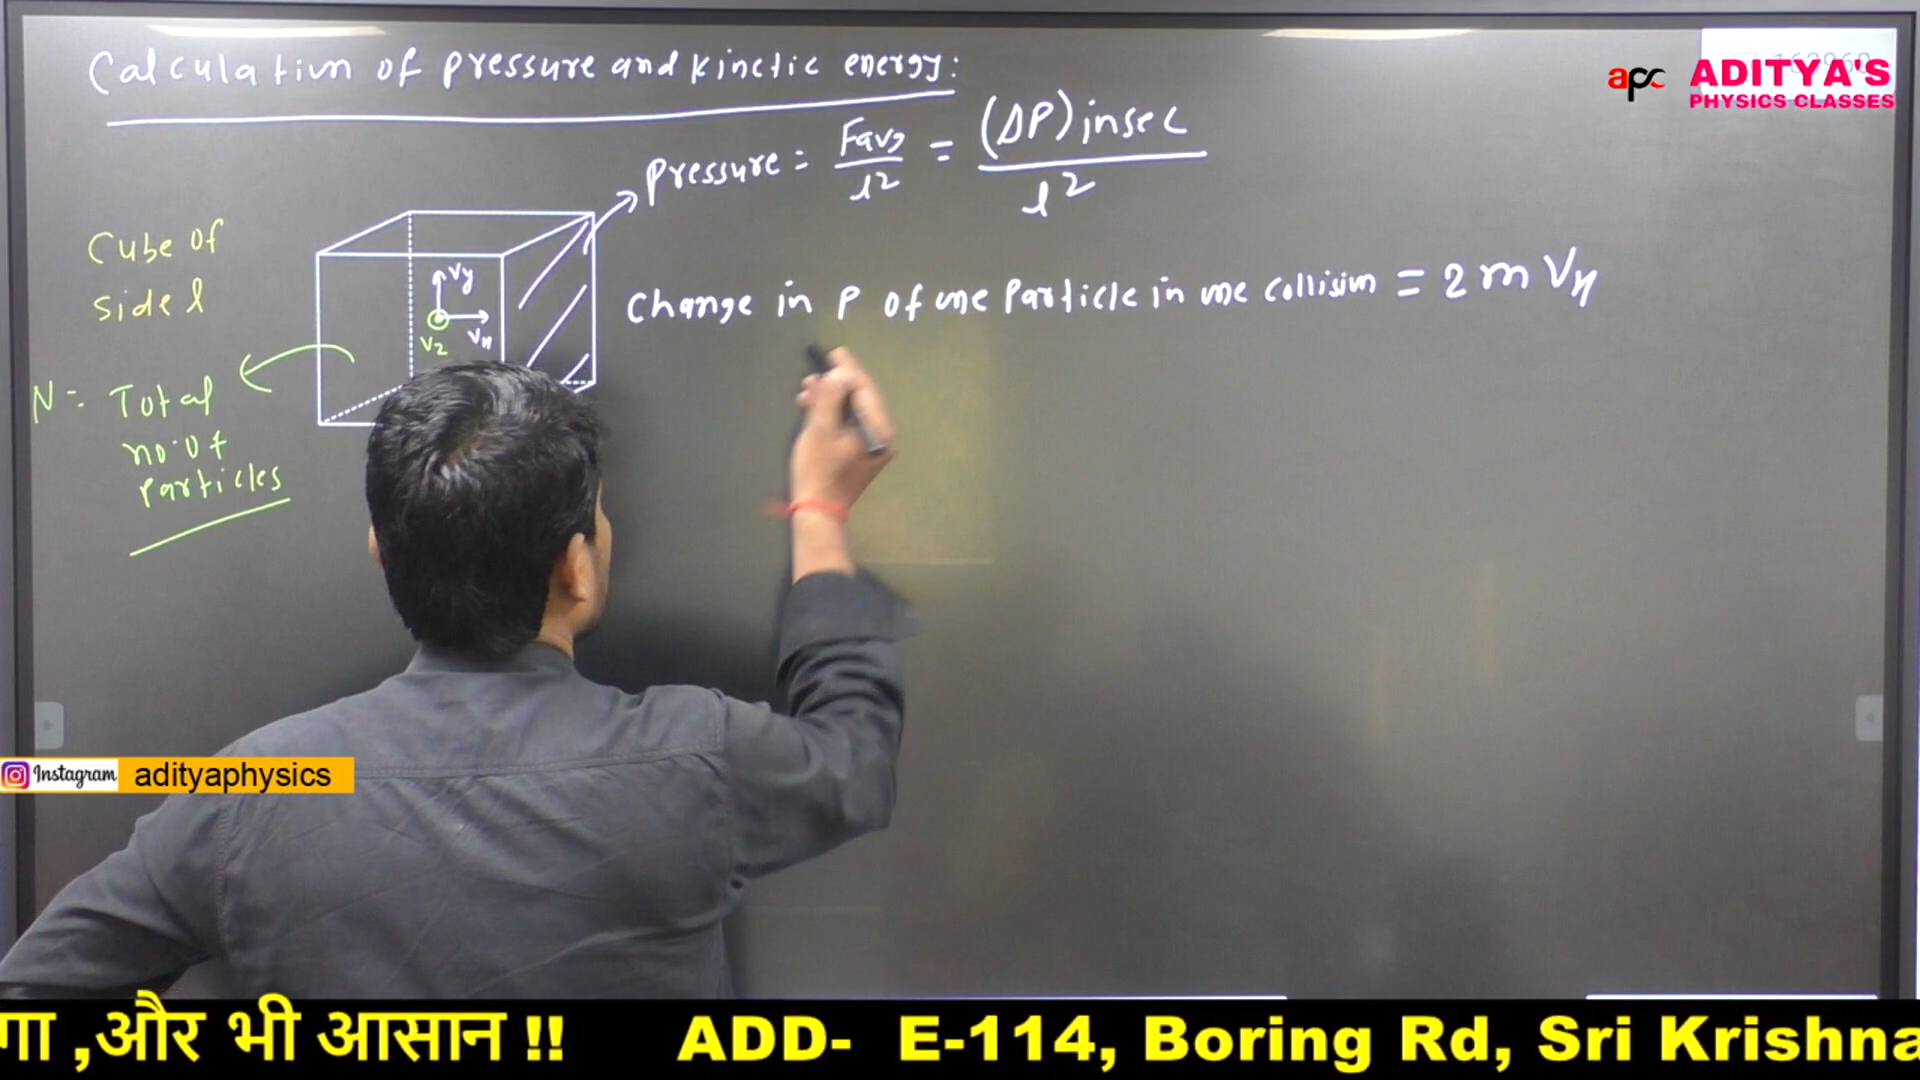 Calculation of pressure and kinetic energy:
apc ADITYA'S
PHYSICS CLASSES
Pressure = Favg / l² = (ΔP) in sec / l²
Cube of
side l
Vy
Vx
Vz
Change in P of one Particle in one collision = 2mVx
N = Total
no. of
Particles
Instagram adityaphysics
गा ,और भी आसान !! ADD- E-114, Boring Rd, Sri Krishna